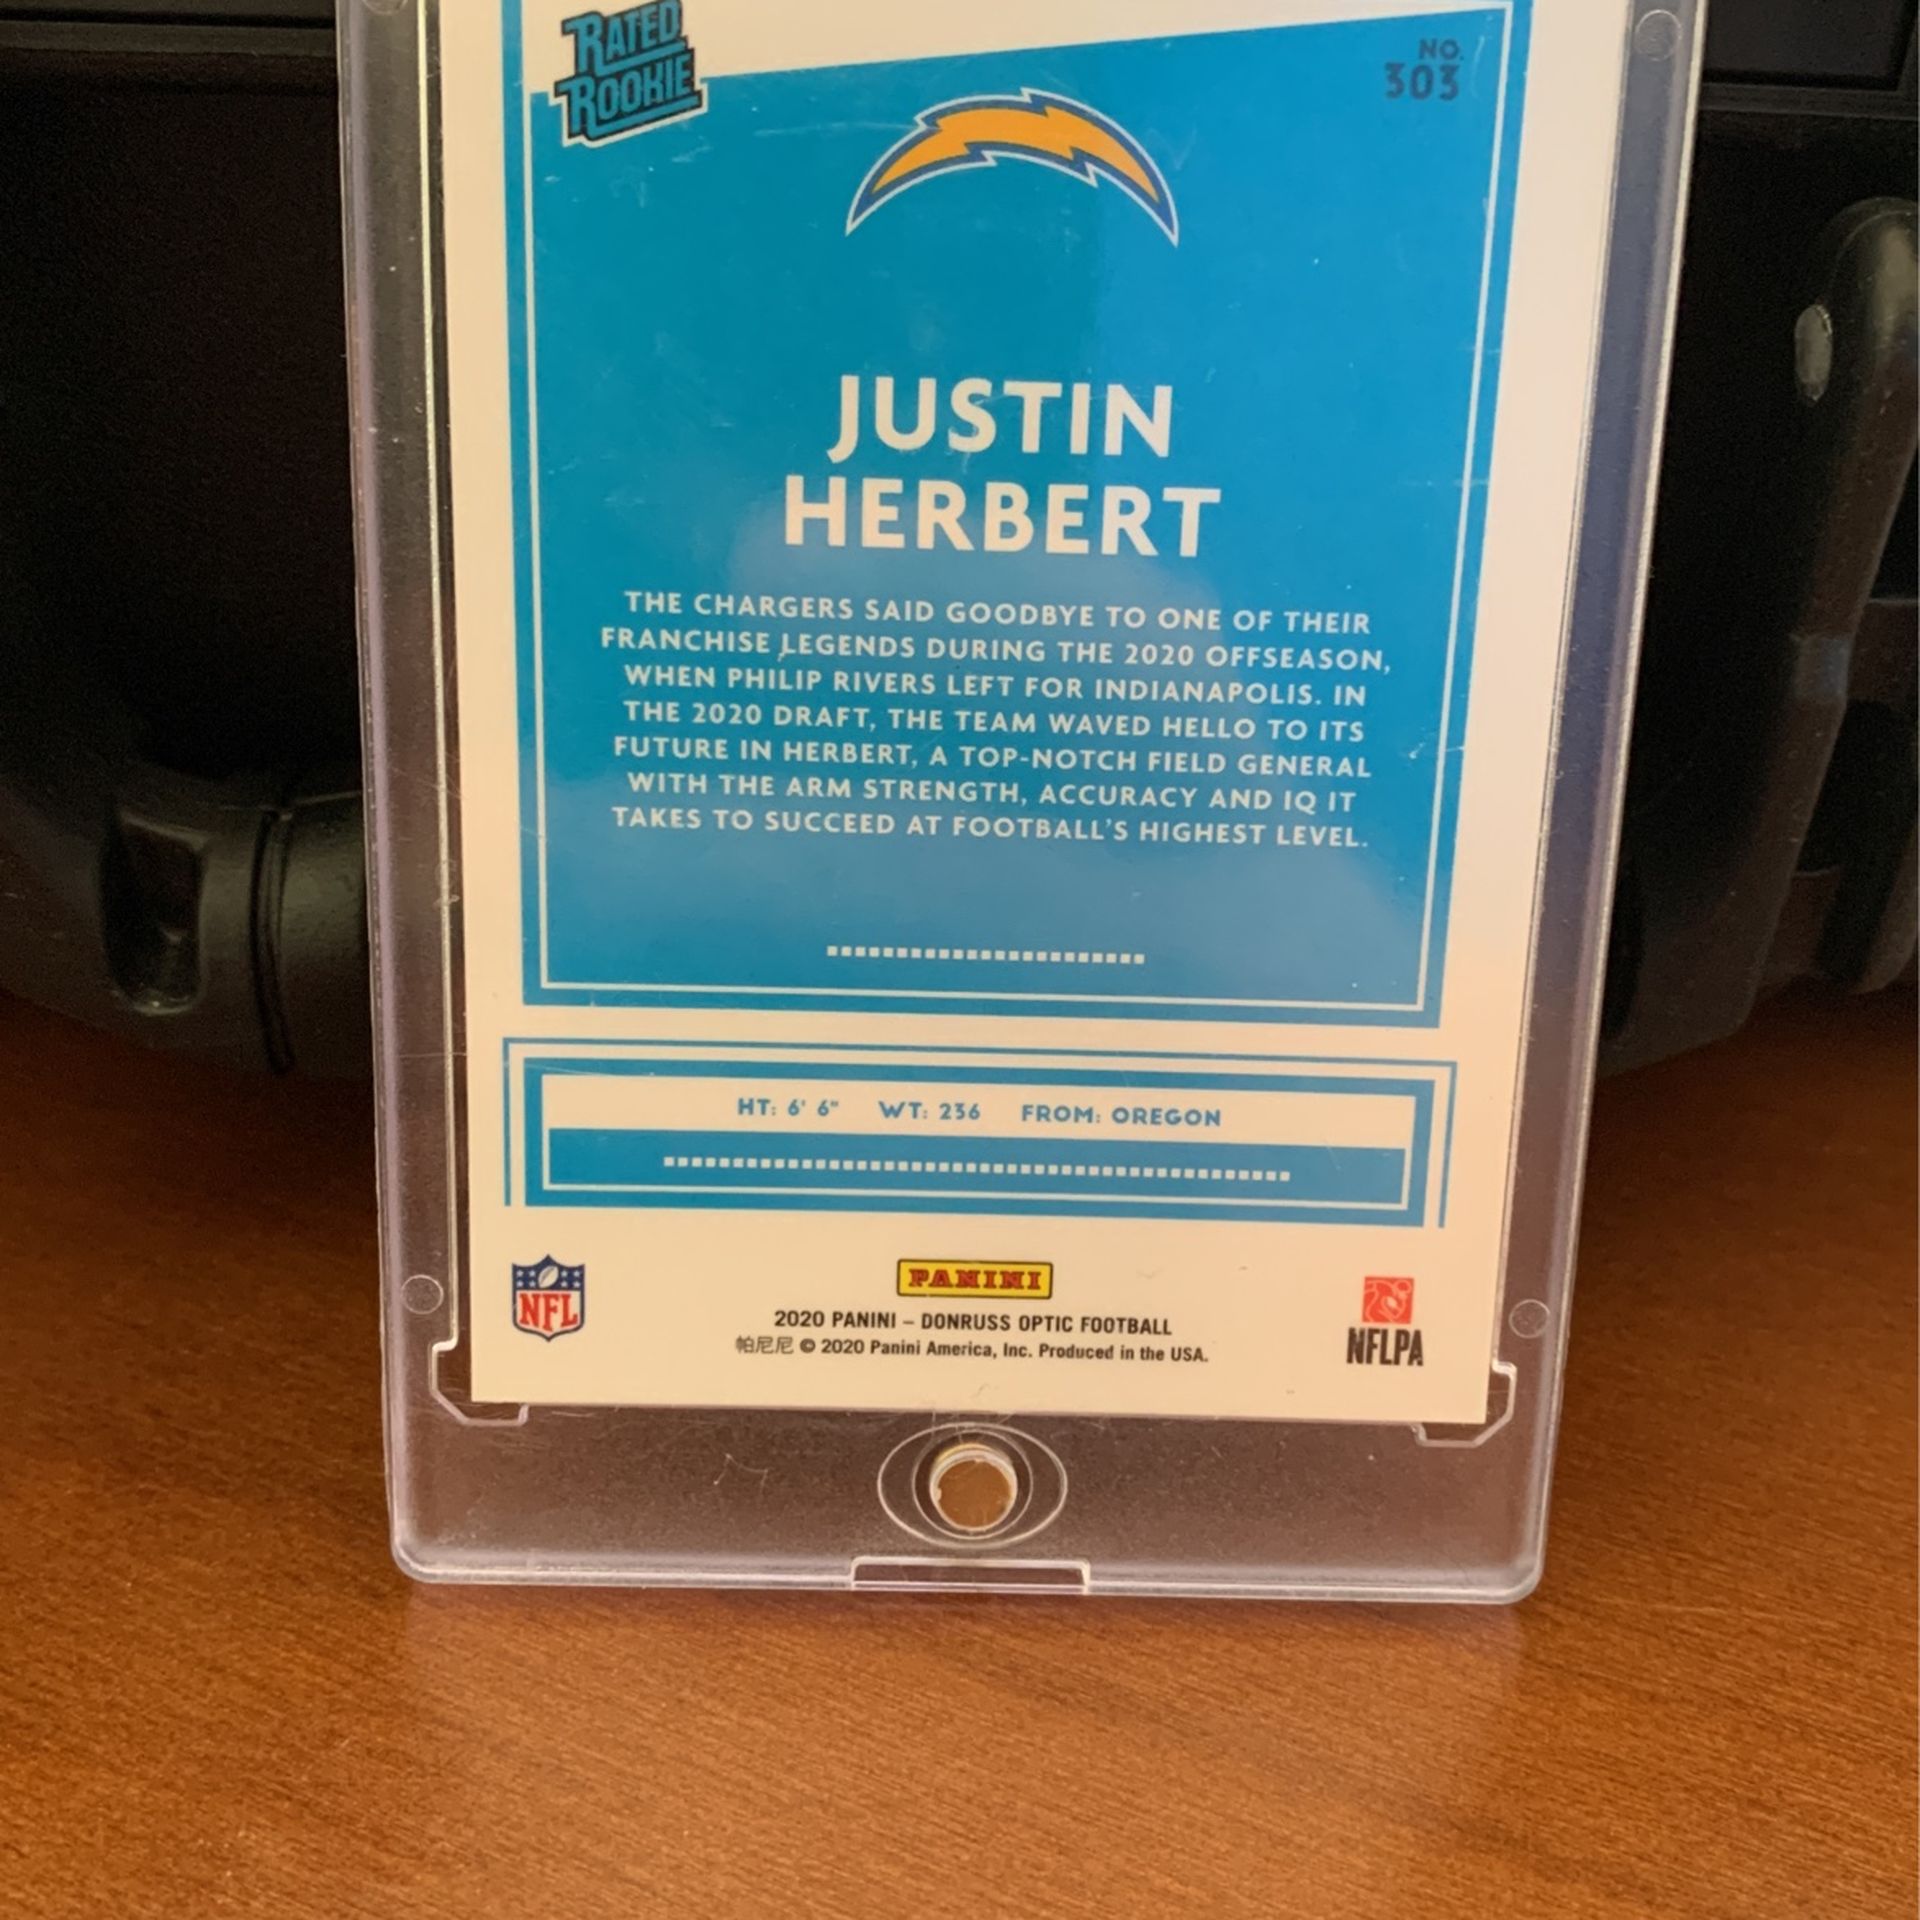 RATED
ROOKIE
NO.
303
JUSTIN
HERBERT
THE CHARGERS SAID GOODBYE TO ONE OF THEIR
FRANCHISE LEGENDS DURING THE 2020 OFFSEASON,
WHEN PHILIP RIVERS LEFT FOR INDIANAPOLIS. IN
THE 2020 DRAFT, THE TEAM WAVED HELLO TO ITS
FUTURE IN HERBERT, A TOP-NOTCH FIELD GENERAL
WITH THE ARM STRENGTH, ACCURACY AND IQ IT
TAKES TO SUCCEED AT FOOTBALL'S HIGHEST LEVEL.
HT: 6' 6" WT: 236 FROM: OREGON
NFL
PANINI
2020 PANINI – DONRUSS OPTIC FOOTBALL
帕尼尼 © 2020 Panini America, Inc. Produced in the USA.
NFLPA